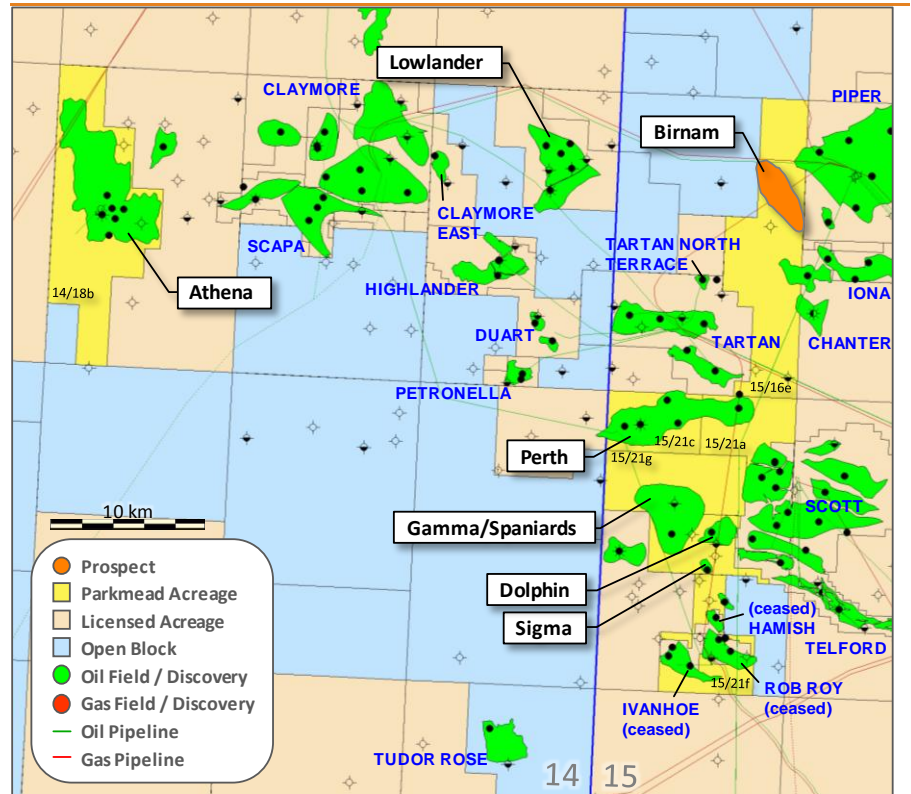 Lowlander
CLAYMORE
PIPER
Birnam
CLAYMORE
EAST
SCAPA
TARTAN NORTH
TERRACE
Athena
14/18b
HIGHLANDER
IONA
DUART
TARTAN
CHANTER
PETRONELLA
15/16e
15/21c
15/21a
Perth
15/21g
10 km
SCOTT
Gamma/Spaniards
Dolphin
Sigma
(ceased)
HAMISH
TELFORD
15/21f
ROB ROY
(ceased)
IVANHOE
(ceased)
TUDOR ROSE
14
15
Prospect
Parkmead Acreage
Licensed Acreage
Open Block
Oil Field / Discovery
Gas Field / Discovery
Oil Pipeline
Gas Pipeline